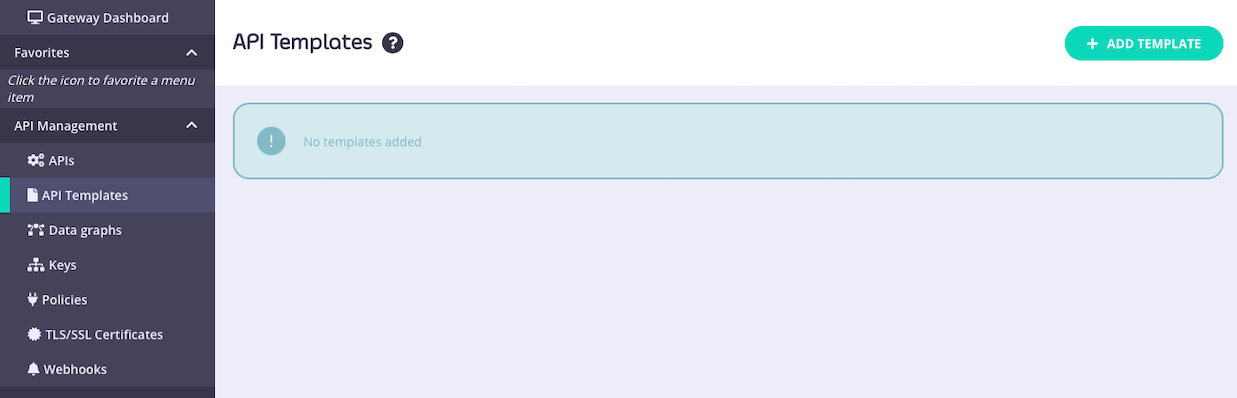 Gateway Dashboard
Favorites
Click the icon to favorite a menu
item
API Management
APIs
API Templates
Data graphs
Keys
Policies
TLS/SSL Certificates
Webhooks
API Templates ?
+ ADD TEMPLATE
! No templates added